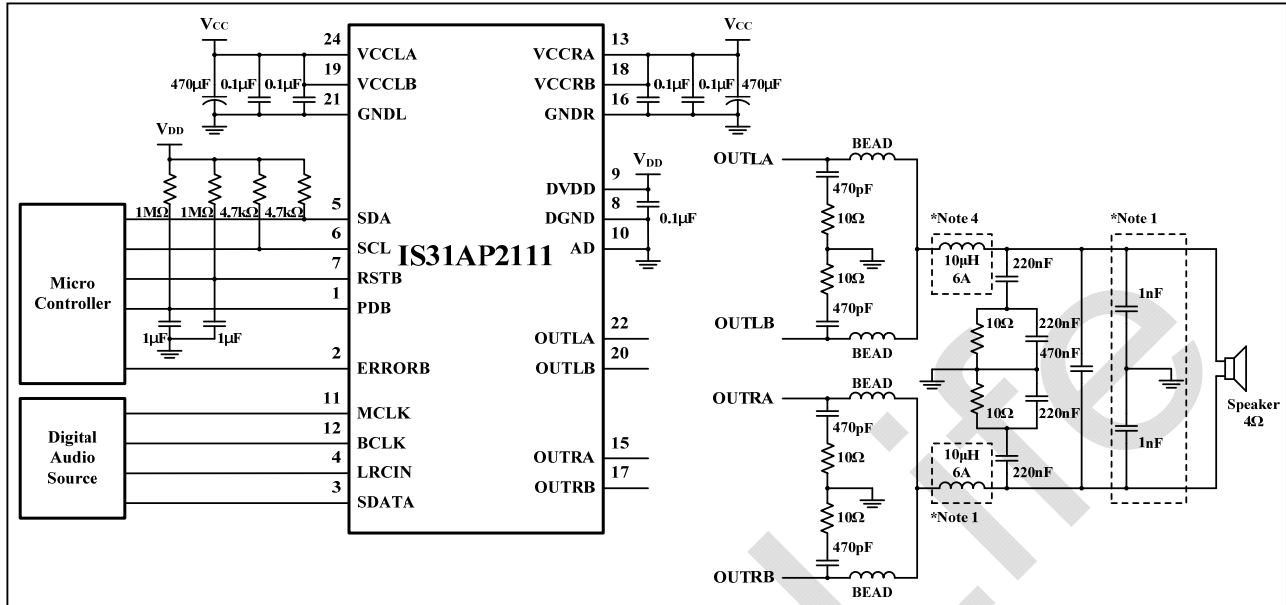 VCC
24
VCCLA
19
VCCLB
21
GNDL
470µF
0.1µF
0.1µF
VDD
1MΩ
1MΩ
4.7kΩ
4.7kΩ
5
SDA
6
SCL
7
RSTB
1
PDB
1µF
1µF
2
ERRORB
11
MCLK
12
BCLK
4
LRCIN
3
SDATA
Micro
Controller
Digital
Audio
Source
IS31AP2111
VCC
13
VCCRA
18
VCCRB
16
GNDR
0.1µF
0.1µF
470µF
VDD
9
DVDD
8
DGND
10
AD
0.1µF
22
OUTLA
20
OUTLB
15
OUTRA
17
OUTRB
OUTLA
BEAD
470pF
10Ω
10Ω
470pF
OUTLB
BEAD
OUTRA
BEAD
470pF
10Ω
10Ω
470pF
OUTRB
BEAD
*Note 4
10µH
6A
220nF
10Ω
220nF
470nF
10Ω
220nF
220nF
10µH
6A
*Note 1
*Note 1
1nF
1nF
Speaker
4Ω
Life